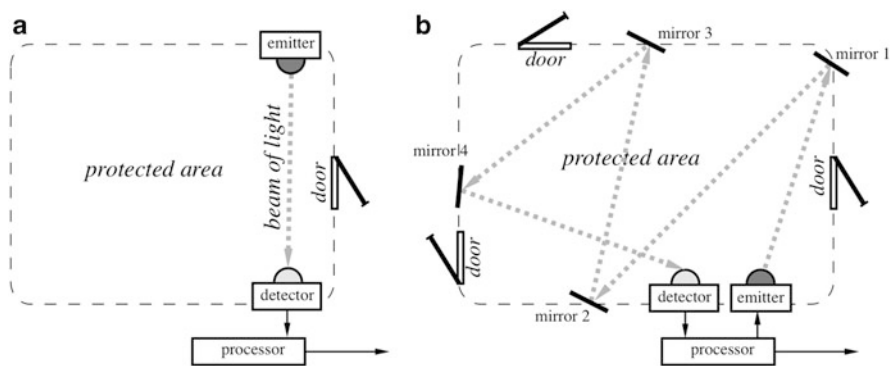 a
emitter
protected area
beam of light
door
detector
processor
b
door
mirror 3
mirror 1
mirror 4
protected area
door
door
mirror 2
detector
emitter
processor